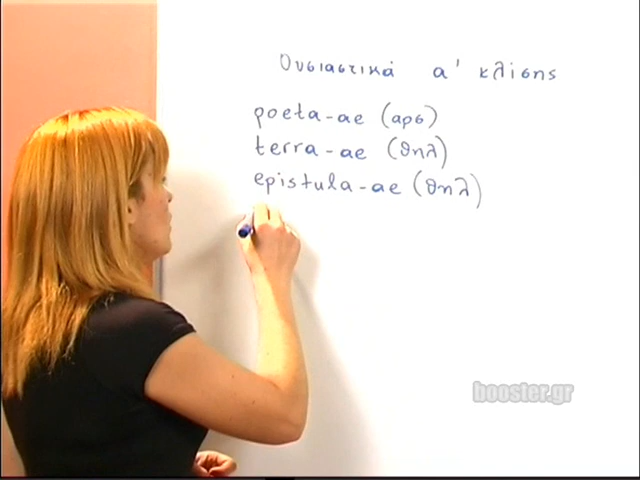 Ουσιαστικά α' κλίσης
poeta-ae (αρσ)
terra-ae (θηλ)
epistula-ae (θηλ)
booster.gr